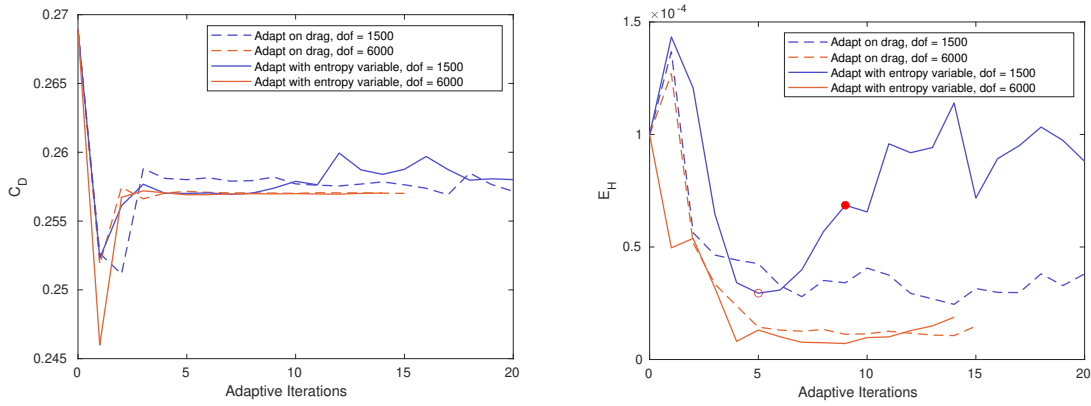 0.27
0.265
0.26
0.255
0.25
0.245
C_D
0 5 10 15 20
Adaptive Iterations
Adapt on drag, dof = 1500
Adapt on drag, dof = 6000
Adapt with entropy variable, dof = 1500
Adapt with entropy variable, dof = 6000
×10⁻⁴
1.5
1
0.5
0
E_H
0 5 10 15 20
Adaptive Iterations
Adapt on drag, dof = 1500
Adapt on drag, dof = 6000
Adapt with entropy variable, dof = 1500
Adapt with entropy variable, dof = 6000